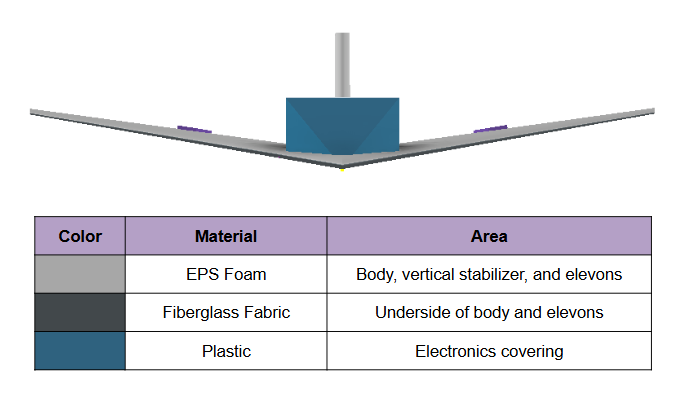 Color Material Area
EPS Foam Body, vertical stabilizer, and elevons
Fiberglass Fabric Underside of body and elevons
Plastic Electronics covering